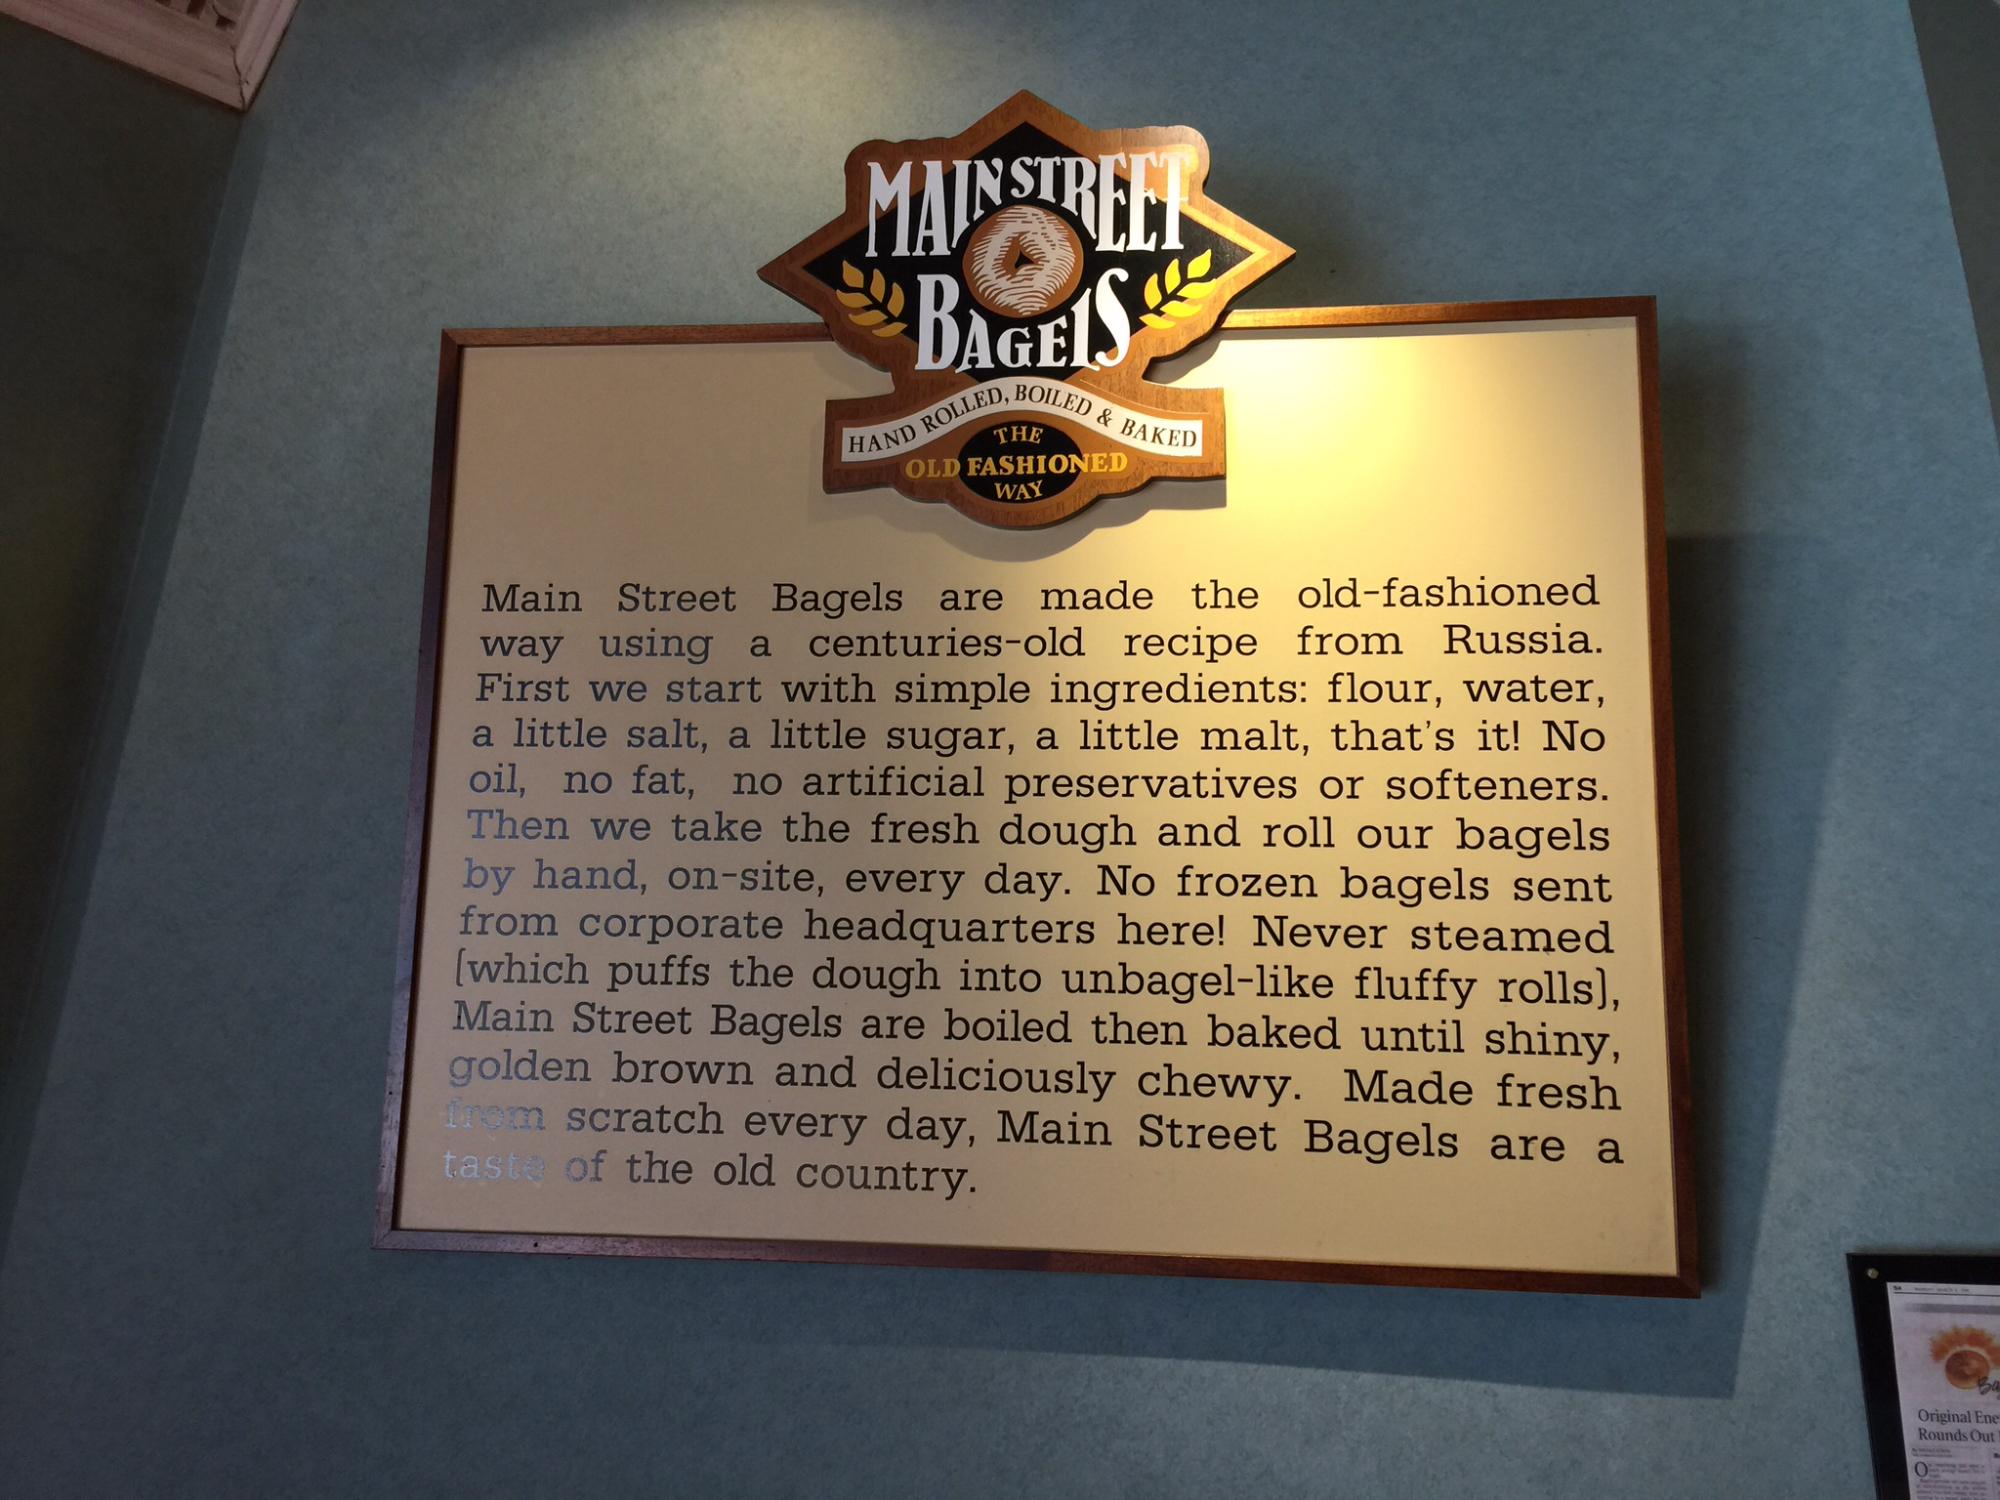 MAIN STREET
BAGELS
HAND ROLLED, BOILED & BAKED
THE
OLD FASHIONED
WAY
Main Street Bagels are made the old-fashioned
way using a centuries-old recipe from Russia.
First we start with simple ingredients: flour, water,
a little salt, a little sugar, a little malt, that's it! No
oil, no fat, no artificial preservatives or softeners.
Then we take the fresh dough and roll our bagels
by hand, on-site, every day. No frozen bagels sent
from corporate headquarters here! Never steamed
(which puffs the dough into unbagel-like fluffy rolls),
Main Street Bagels are boiled then baked until shiny,
golden brown and deliciously chewy. Made fresh
from scratch every day, Main Street Bagels are a
taste of the old country.
Original Ene
Rounds Out